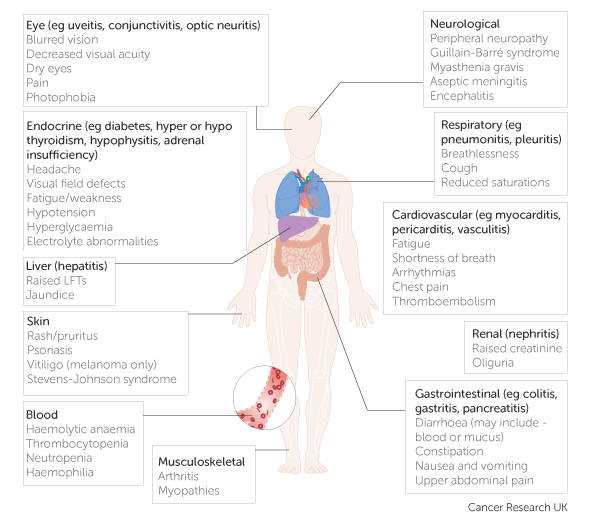 Eye (eg uveitis, conjunctivitis, optic neuritis)
Blurred vision
Decreased visual acuity
Dry eyes
Pain
Photophobia
Endocrine (eg diabetes, hyper or hypo
thyroidism, hypophysitis, adrenal
insufficiency)
Headache
Visual field defects
Fatigue/weakness
Hypotension
Hyperglycaemia
Electrolyte abnormalities
Liver (hepatitis)
Raised LFTs
Jaundice
Skin
Rash/pruritus
Psoriasis
Vitiligo (melanoma only)
Stevens-Johnson syndrome
Blood
Haemolytic anaemia
Thrombocytopenia
Neutropenia
Haemophilia
Musculoskeletal
Arthritis
Myopathies
Neurological
Peripheral neuropathy
Guillain-Barré syndrome
Myasthenia gravis
Aseptic meningitis
Encephalitis
Respiratory (eg
pneumonitis, pleuritis)
Breathlessness
Cough
Reduced saturations
Cardiovascular (eg myocarditis,
pericarditis, vasculitis)
Fatigue
Shortness of breath
Arrhythmias
Chest pain
Thromboembolism
Renal (nephritis)
Raised creatinine
Oliguria
Gastrointestinal (eg colitis,
gastritis, pancreatitis)
Diarrhoea (may include -
blood or mucus)
Constipation
Nausea and vomiting
Upper abdominal pain
Cancer Research UK